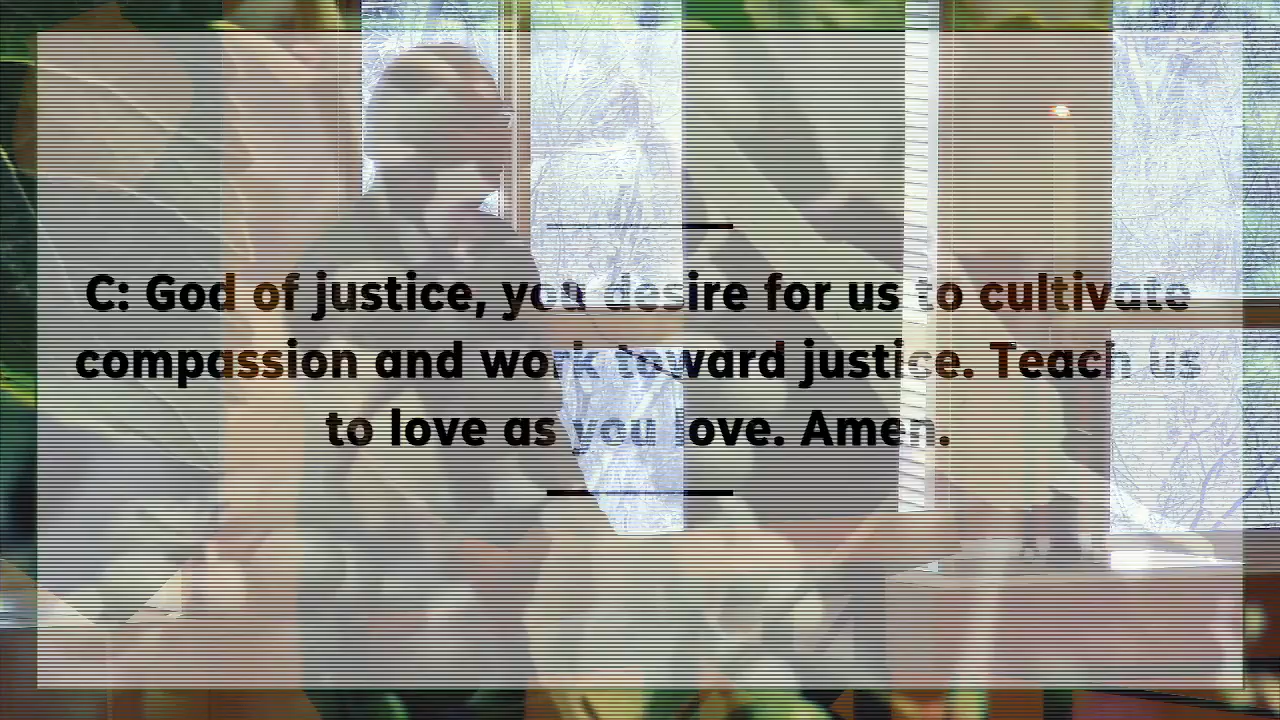 C: God of justice, you desire for us to cultivate
compassion and work toward justice. Teach us
to love as you love. Amen.